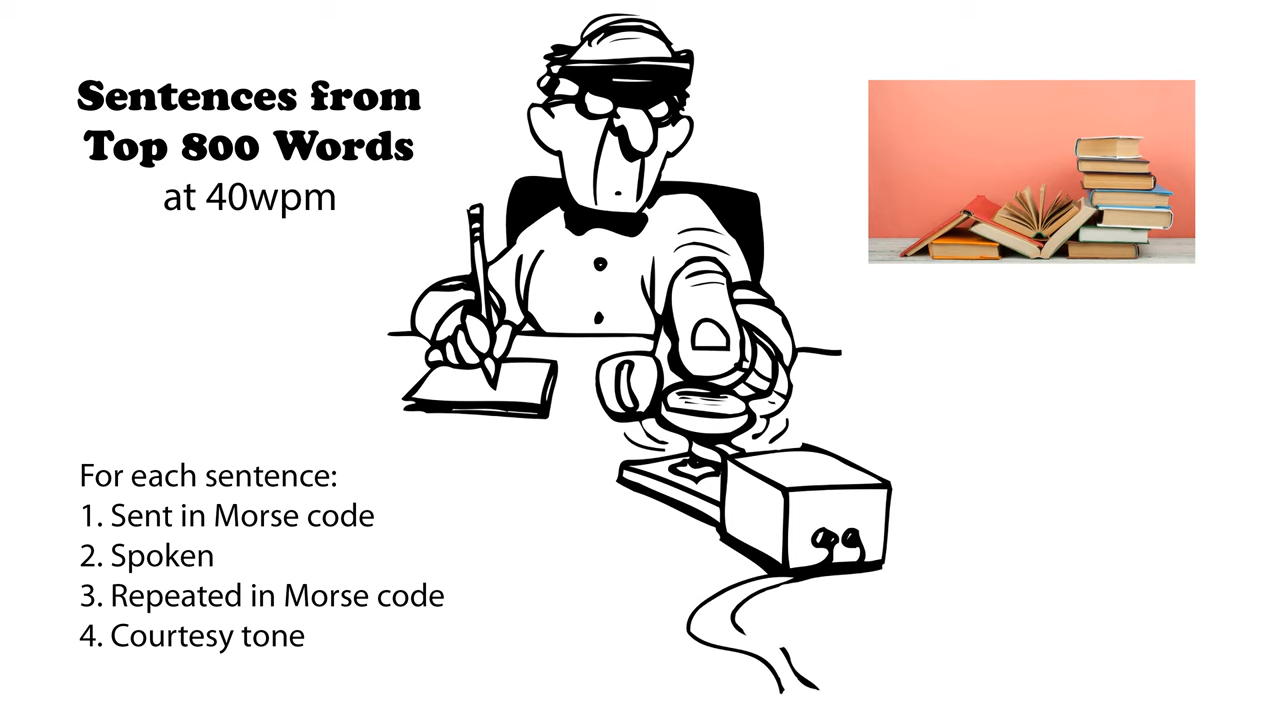 Sentences from
Top 800 Words
at 40wpm
For each sentence:
1. Sent in Morse code
2. Spoken
3. Repeated in Morse code
4. Courtesy tone